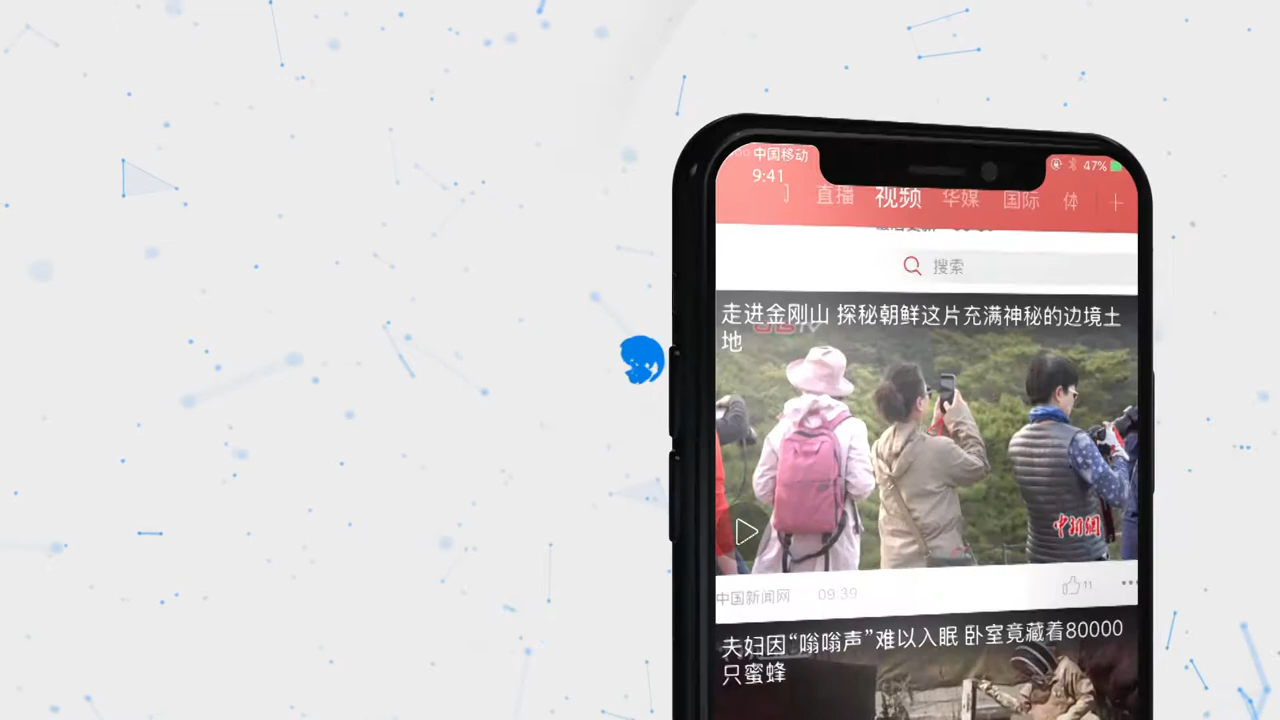 中国移动
9:41
47%
直播 视频 华媒 国际 体
搜索
走进金刚山 探秘朝鲜这片充满神秘的边境土
地
中新网
中国新闻网 09:39
11
夫妇因“嗡嗡声”难以入眠 卧室竟藏着80000
只蜜蜂